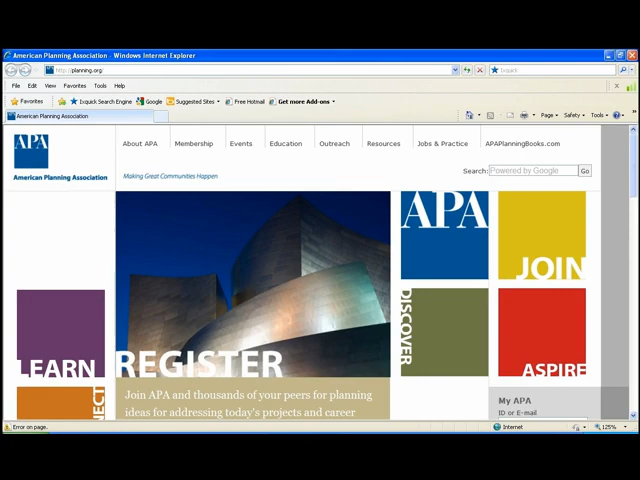 American Planning Association - Windows Internet Explorer
http://planning.org/
Ixquick
File Edit View Favorites Tools Help
Favorites Ixquick Search Engine Google Suggested Sites Free Hotmail Get more Add-ons
American Planning Association
Page Safety Tools
APA
American Planning Association
About APA Membership Events Education Outreach Resources Jobs & Practice APAPlanningBooks.com
Search: Powered by Google Go
Making Great Communities Happen
APA
JOIN
DISCOVER
LEARN
REGISTER
ASPIRE
NECT
Join APA and thousands of your peers for planning
ideas for addressing today's projects and career
My APA
ID or E-mail
Error on page.
Internet
125%